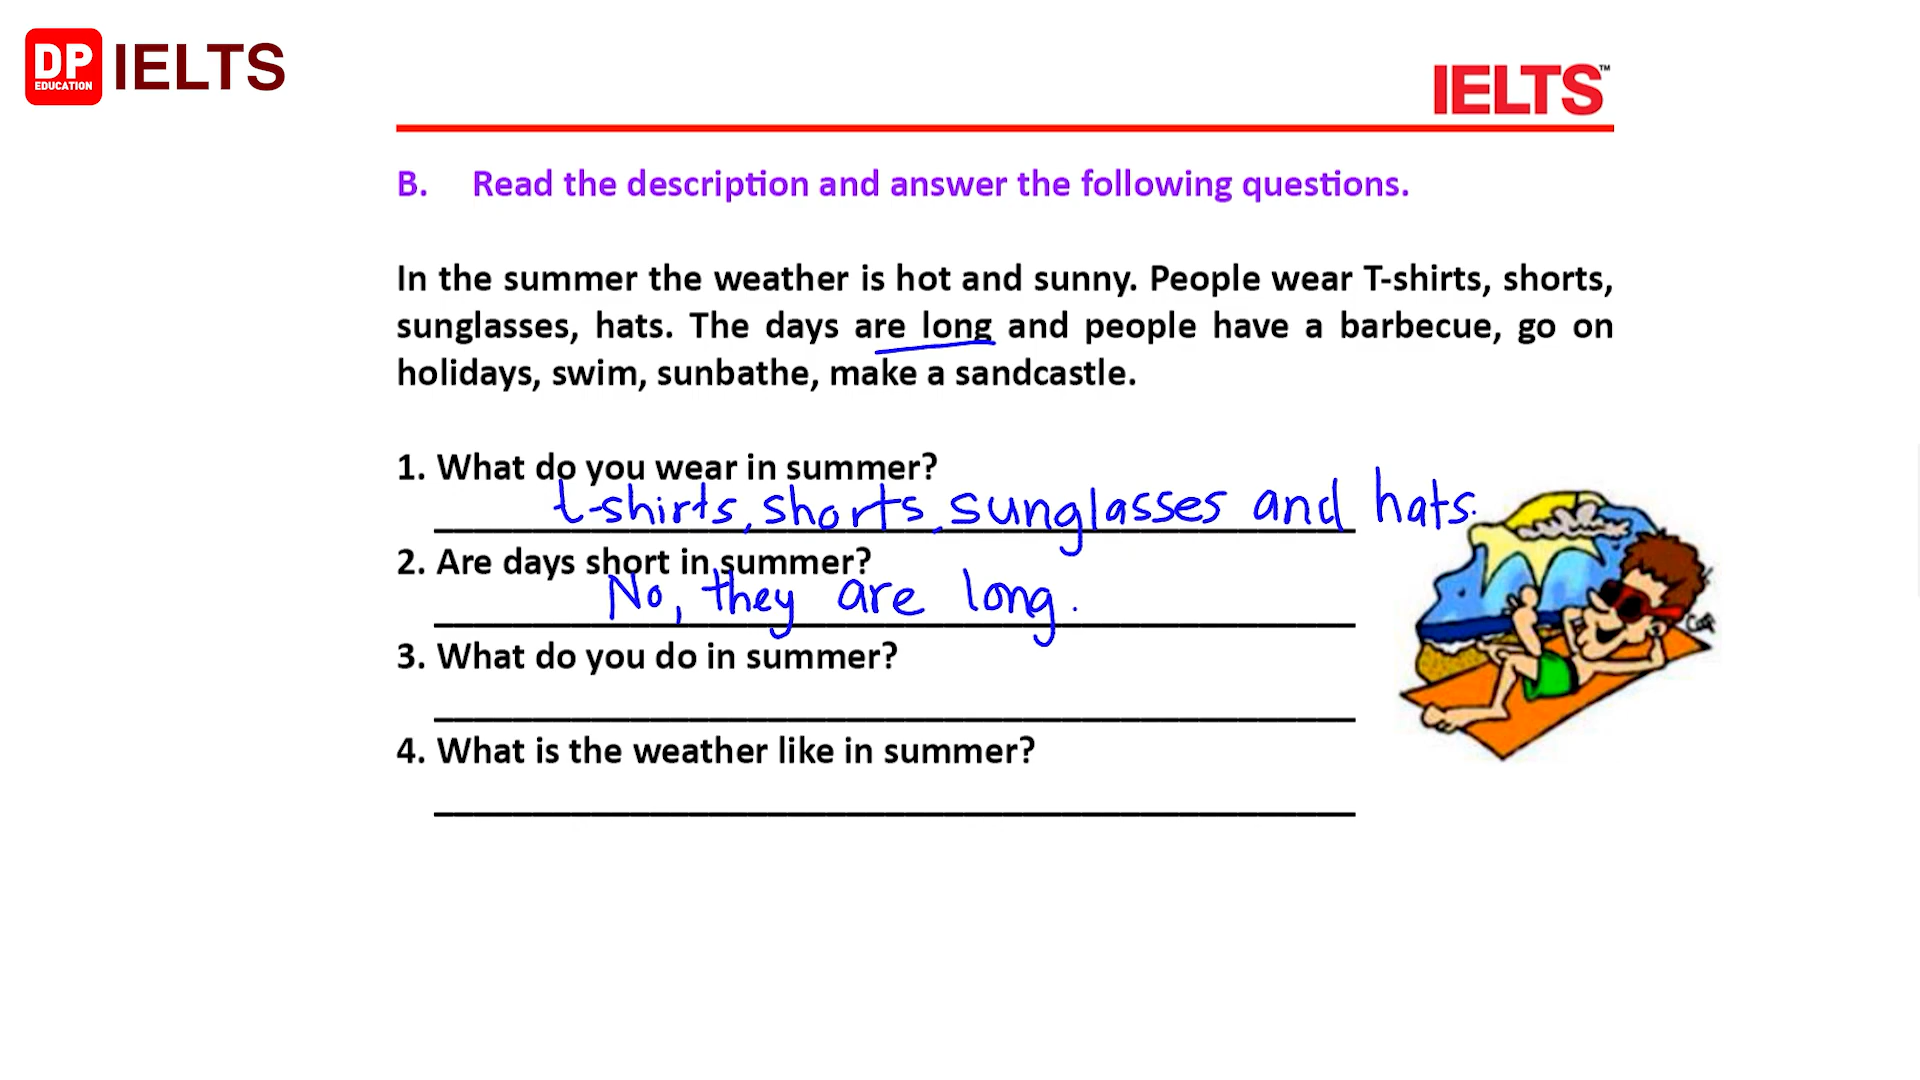 DP
EDUCATION
IELTS
IELTS™
B. Read the description and answer the following questions.
In the summer the weather is hot and sunny. People wear T-shirts, shorts,
sunglasses, hats. The days are long and people have a barbecue, go on
holidays, swim, sunbathe, make a sandcastle.
1. What do you wear in summer?
t-shirts, shorts, sunglasses and hats.
2. Are days short in summer?
No, they are long.
3. What do you do in summer?
4. What is the weather like in summer?